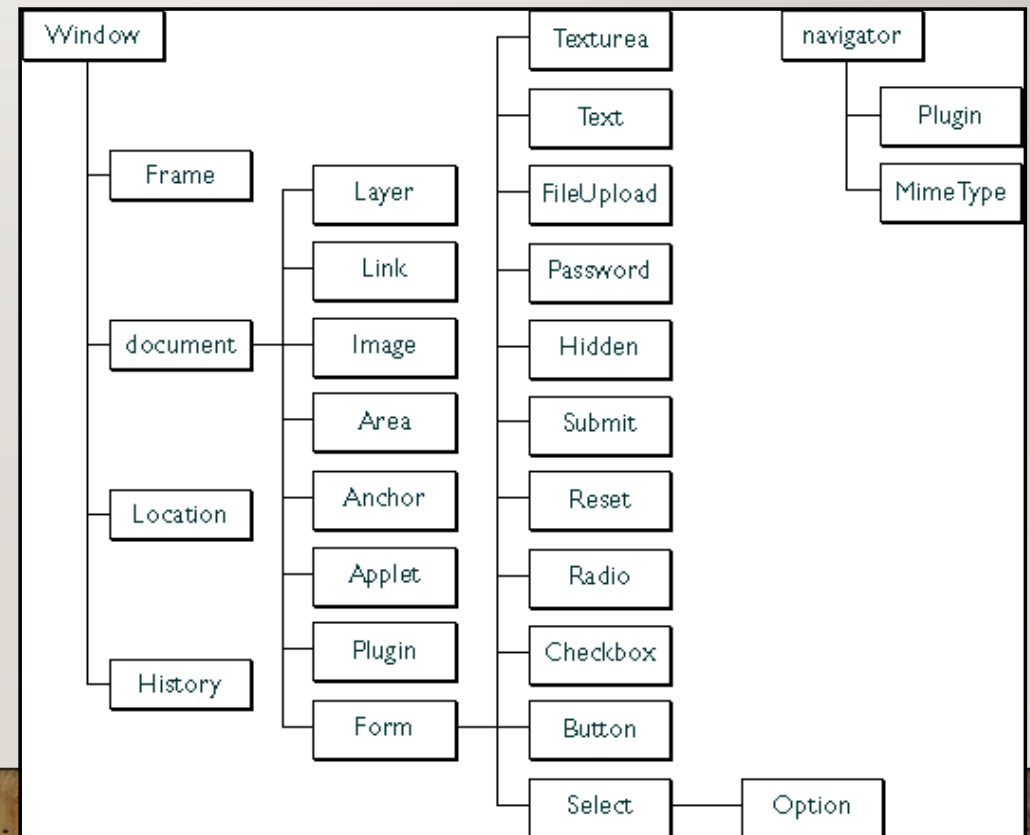 Window
Frame
document
Location
History
Layer
Link
Image
Area
Anchor
Applet
Plugin
Form
Texturea
Text
FileUpload
Password
Hidden
Submit
Reset
Radio
Checkbox
Button
Select
Option
navigator
Plugin
MimeType